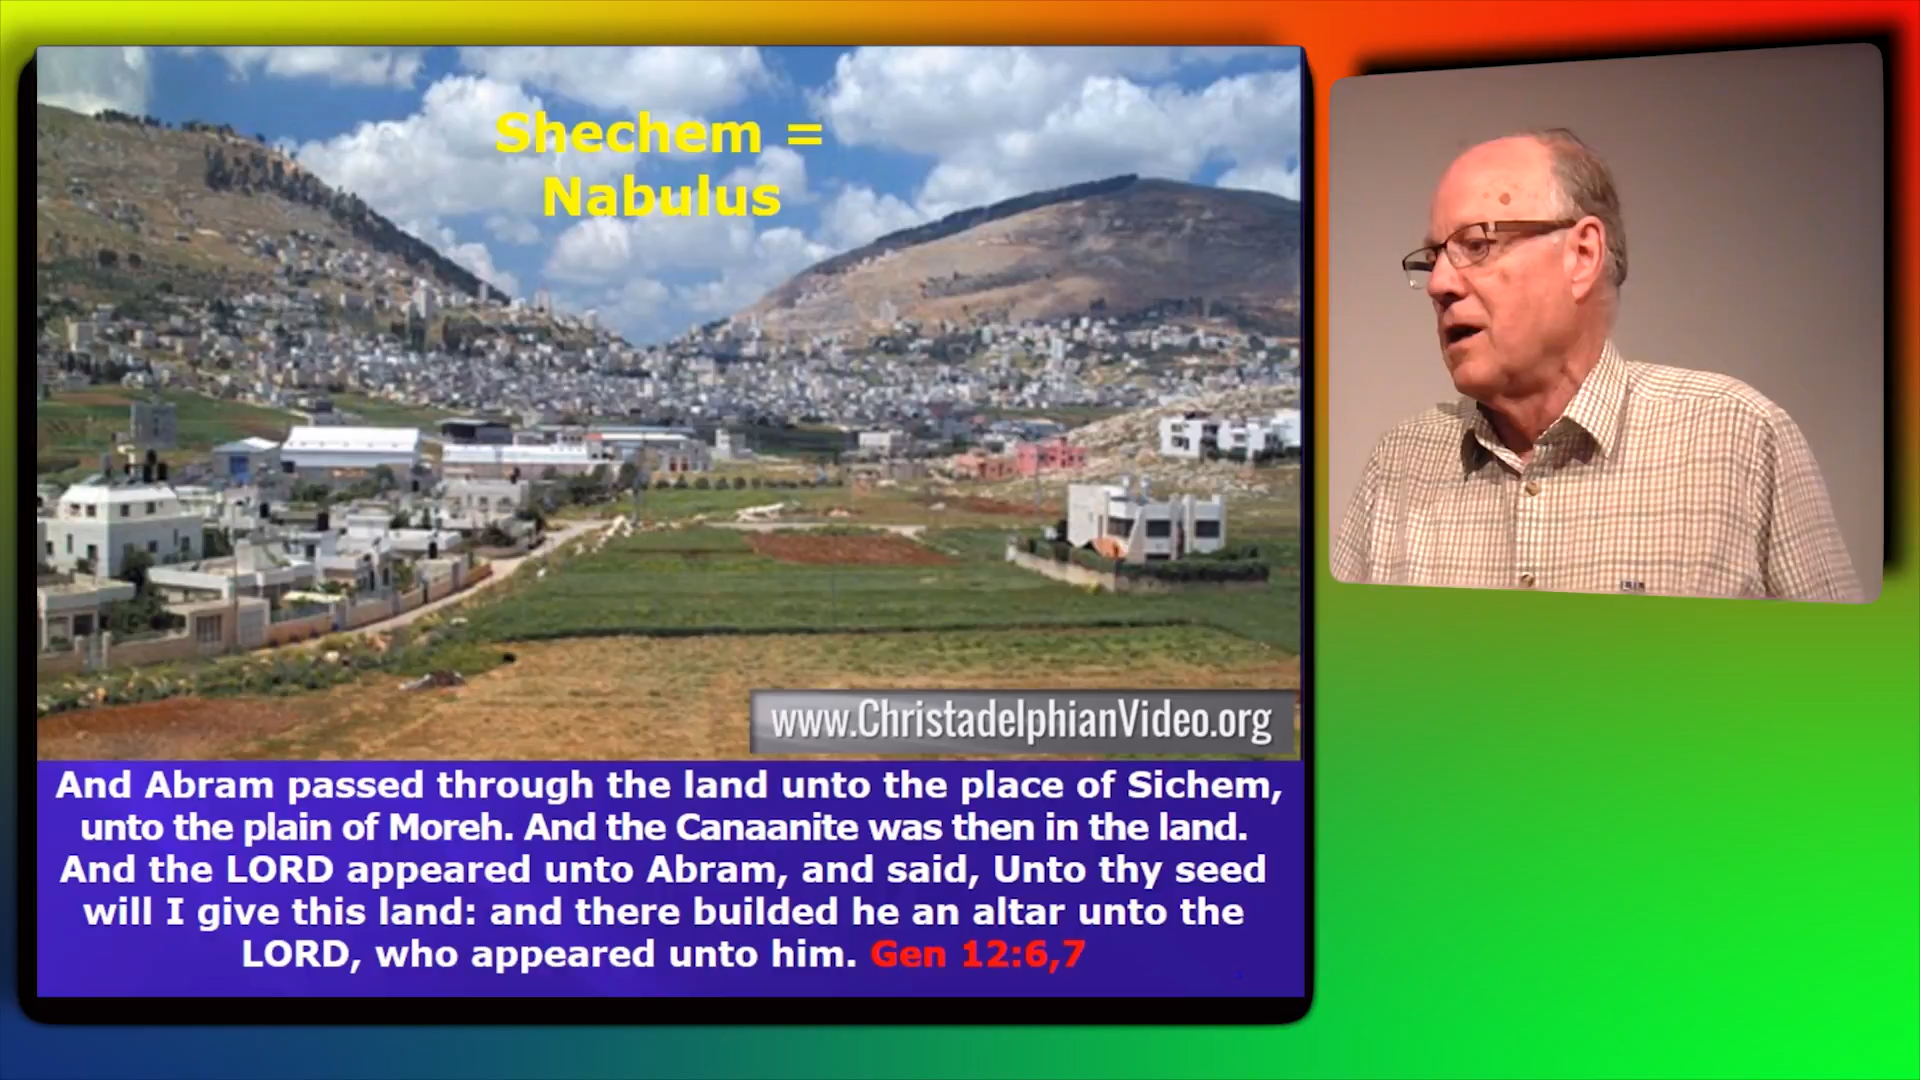 Shechem =
Nabulus
www.ChristadelphianVideo.org
And Abram passed through the land unto the place of Sichem,
unto the plain of Moreh. And the Canaanite was then in the land.
And the LORD appeared unto Abram, and said, Unto thy seed
will I give this land: and there builded he an altar unto the
LORD, who appeared unto him. Gen 12:6,7